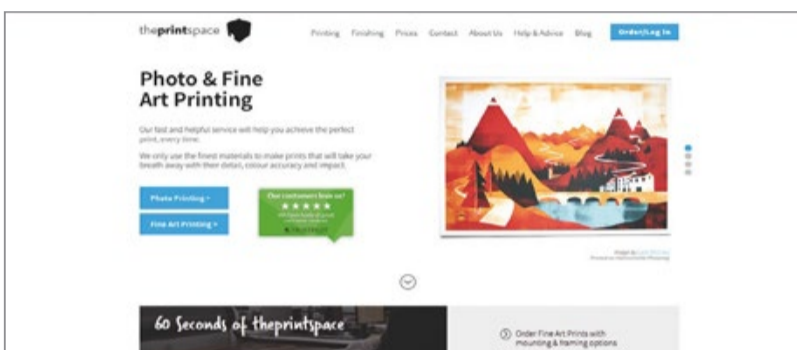 theprintspace
Printing Finishing Prices Contact About Us Help & Advice Blog Order/Log In
Photo & Fine
Art Printing
Our fast and helpful service will help you achieve the perfect
print, every time.
We only use the finest materials to make prints that will take your
breath away with their detail, colour accuracy and impact.
Photo Printing >
Fine Art Printing >
Our customers love us!
60 Seconds of theprintspace
Order Fine Art Prints with
mounting & framing options